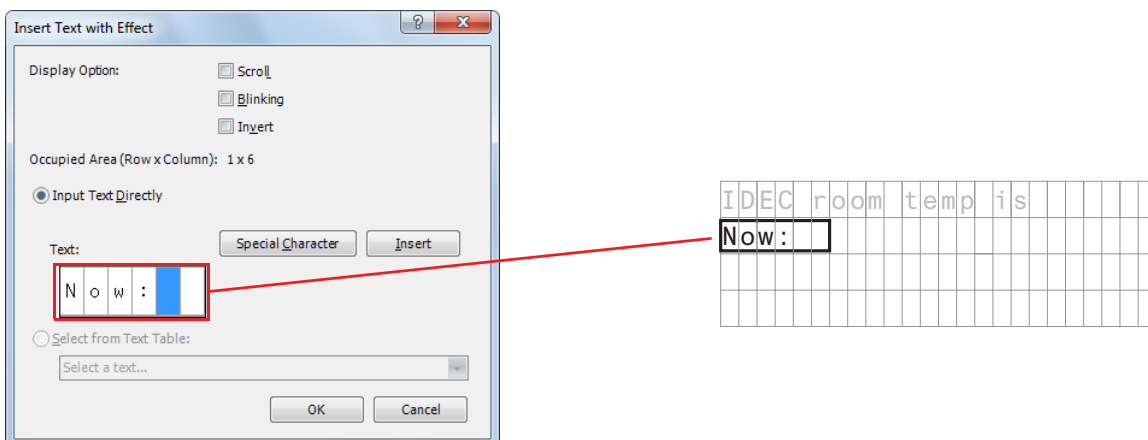 Insert Text with Effect
Display Option:
Scroll
Blinking
Invert
Occupied Area (Row x Column): 1 x 6
Input Text Directly
Text:
Special Character
Insert
Now:
Select from Text Table:
Select a text...
OK
Cancel
IDEC room temp is
Now: